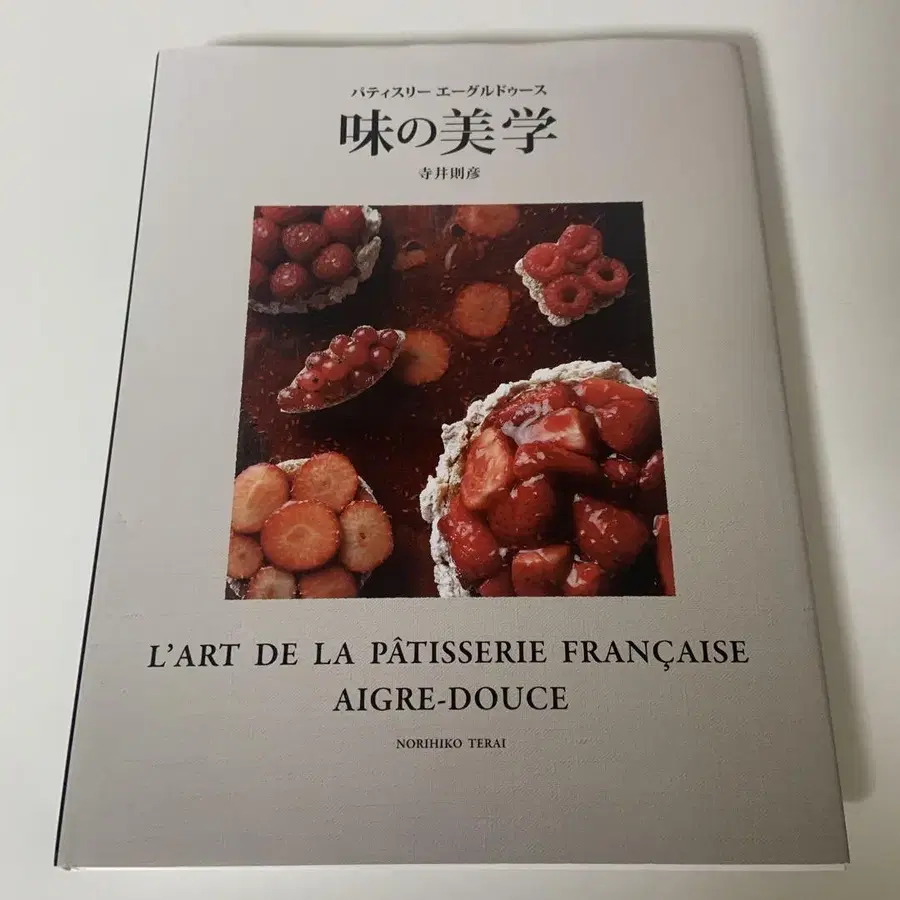 パティスリー エーグルドゥース
味の美学
寺井則彦
L'ART DE LA PÂTISSERIE FRANÇAISE
AIGRE-DOUCE
NORIHIKO TERAI